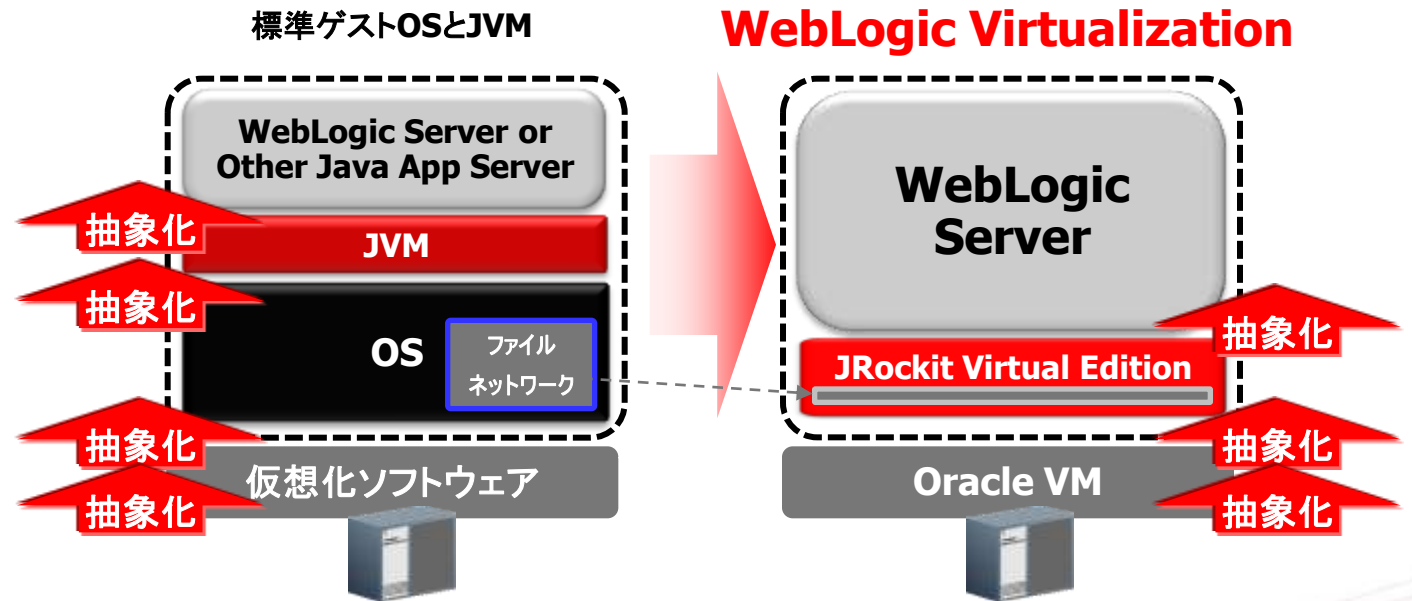 標準ゲストOSとJVM
WebLogic Server or
Other Java App Server
抽象化
JVM
抽象化
OS
ファイル
ネットワーク
抽象化
仮想化ソフトウェア
抽象化
WebLogic Virtualization
WebLogic
Server
抽象化
JRockit Virtual Edition
抽象化
Oracle VM
抽象化